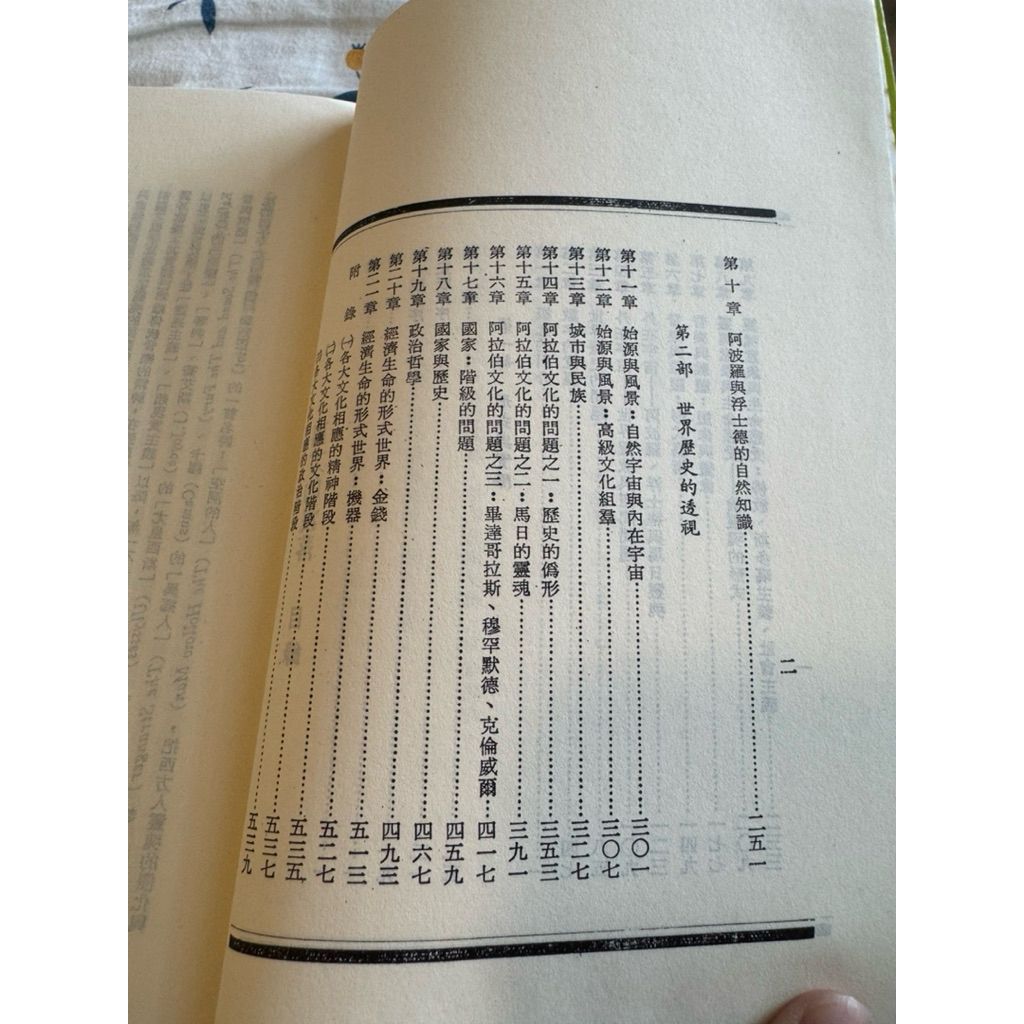 第十章 阿波羅與浮士德的自然知識……二五一
第二部 世界歷史的透視
第十一章 始源與風景：自然宇宙與內在宇宙……三〇一
第十二章 始源與風景：高級文化組羣……三〇七
第十三章 城市與民族……三二七
第十四章 阿拉伯文化的問題之一：歷史的僞形……三五三
第十五章 阿拉伯文化的問題之二：馬日的靈魂……三九一
第十六章 阿拉伯文化的問題之三：畢達哥拉斯、穆罕默德、克倫威爾……四一七
第十七章 國家：階級的問題……四五九
第十八章 國家與歷史……四六七
第十九章 政治哲學……四九三
第二十章 經濟生命的形式世界：金錢……五一三
第二二章 經濟生命的形式世界：機器……五二七
附錄 ㈠各大文化相應的精神階段……五三五
㈡各大文化相應的文化階段……五三七
各大文化相應的政治階段……五三九
二